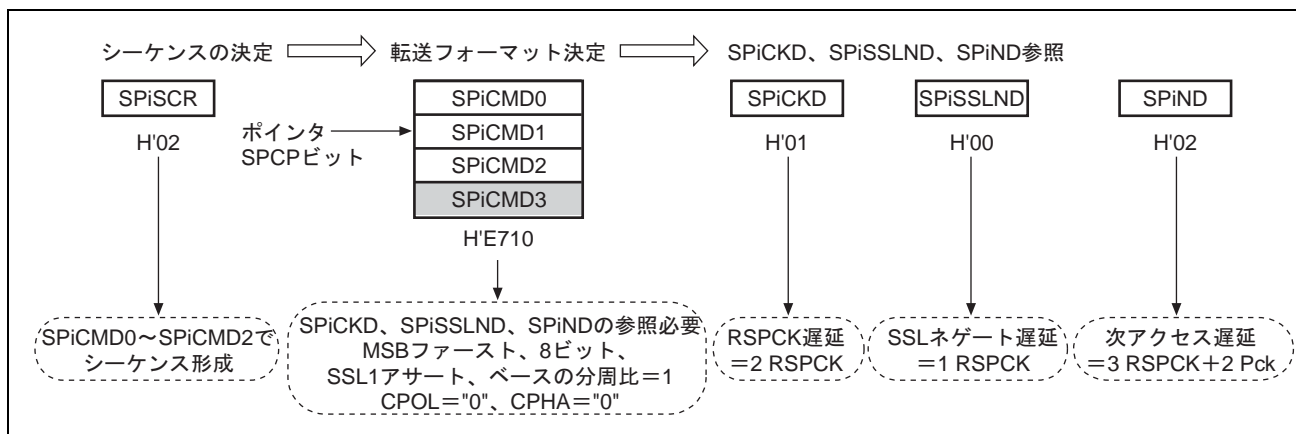 シーケンスの決定
転送フォーマット決定
SPiCKD、SPiSSLND、SPiND参照
SPiSCR
H'02
ポインタ
SPCPビット
SPiCMD0
SPiCMD1
SPiCMD2
SPiCMD3
H'E710
SPiCKD
H'01
SPiSSLND
H'00
SPiND
H'02
SPiCMD0～SPiCMD2で
シーケンス形成
SPiCKD、SPiSSLND、SPiNDの参照必要
MSBファースト、8ビット、
SSL1アサート、ベースの分周比＝1
CPOL＝"0"、CPHA＝"0"
RSPCK遅延
＝2 RSPCK
SSLネゲート遅延
＝1 RSPCK
次アクセス遅延
＝3 RSPCK＋2 Pck